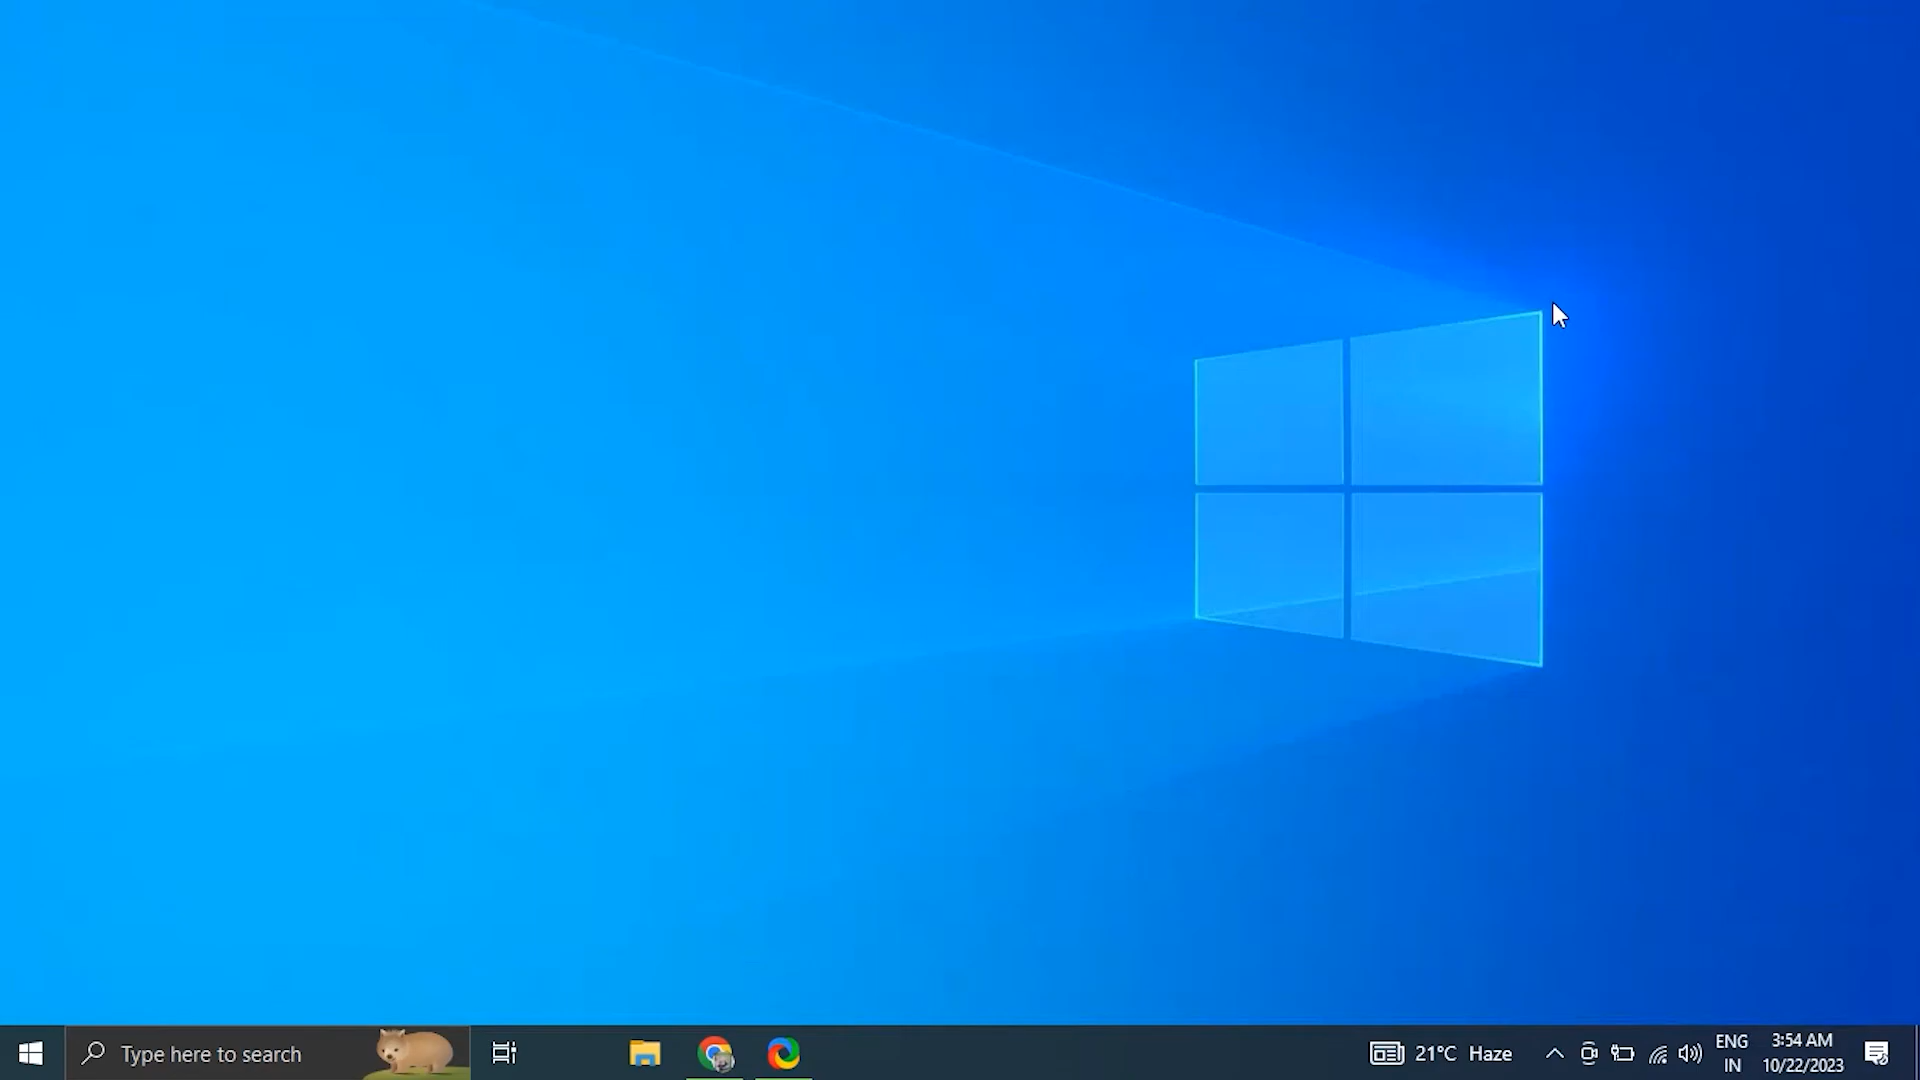 Type here to search
21°C Haze
ENG
IN
3:54 AM
10/22/2023